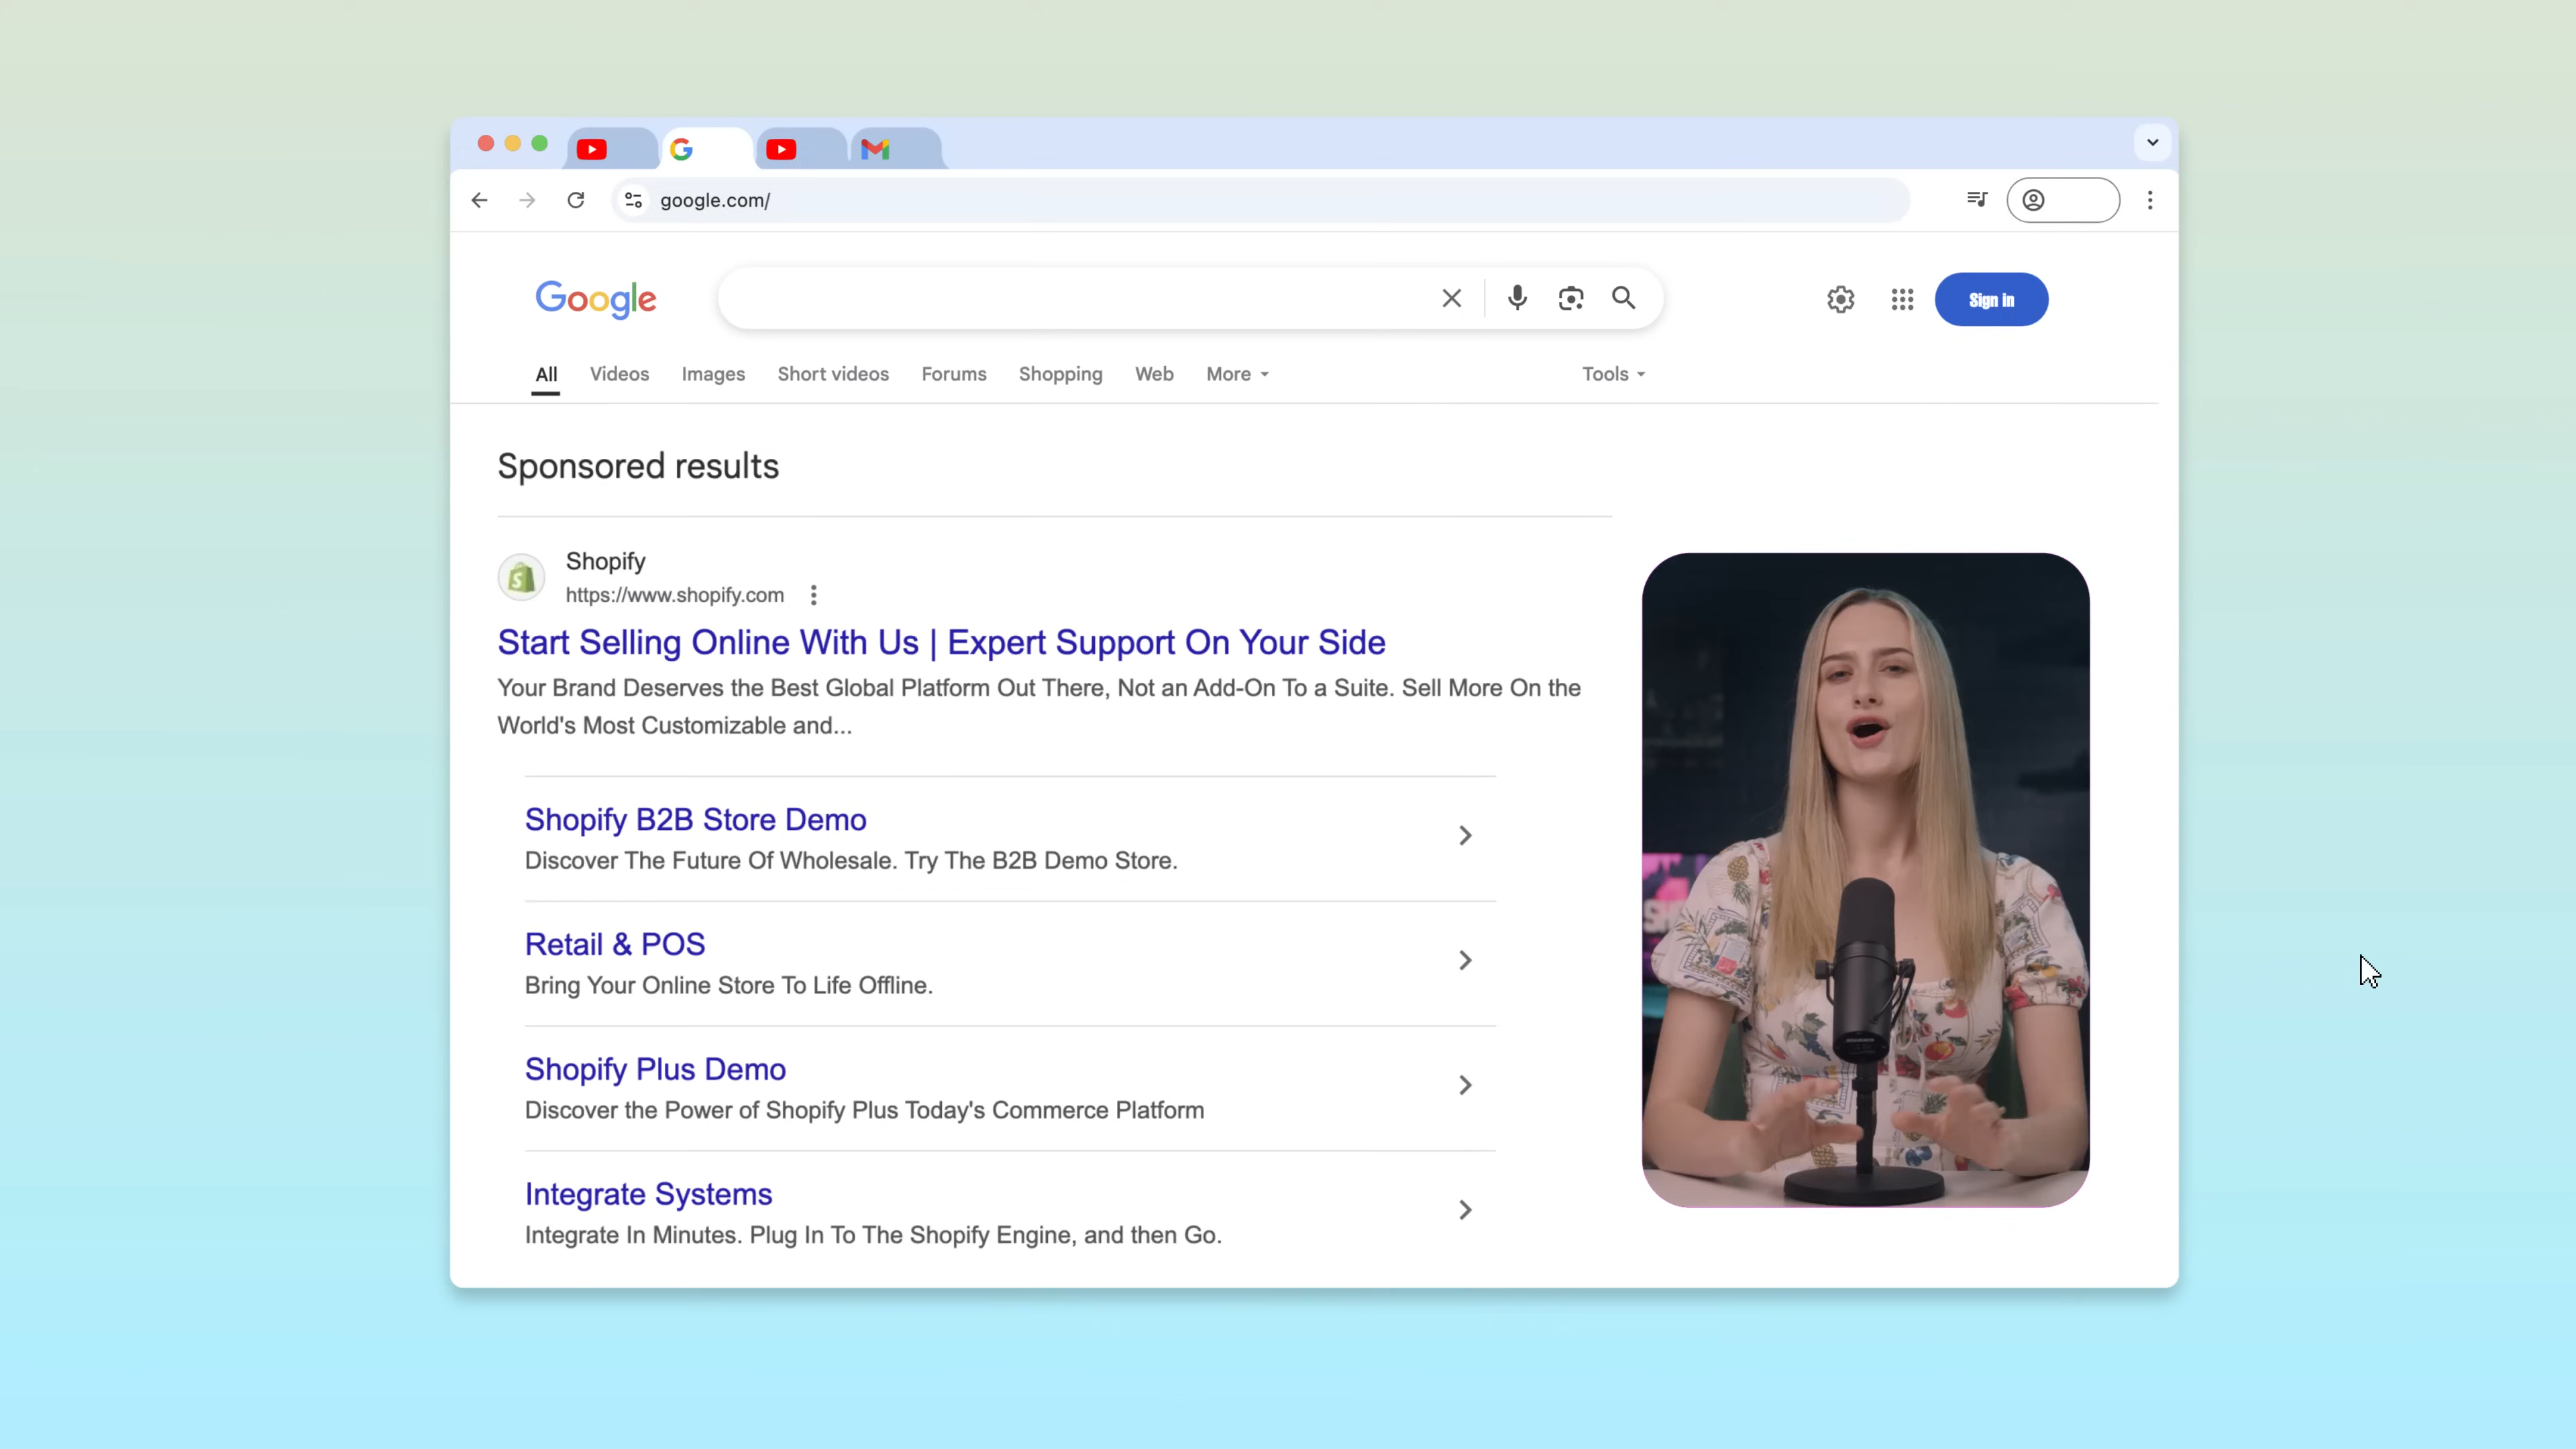 google.com/
Google
Sign in
All Videos Images Short videos Forums Shopping Web More Tools
Sponsored results
Shopify
https://www.shopify.com
Start Selling Online With Us | Expert Support On Your Side
Your Brand Deserves the Best Global Platform Out There, Not an Add-On To a Suite. Sell More On the
World's Most Customizable and...
Shopify B2B Store Demo
Discover The Future Of Wholesale. Try The B2B Demo Store.
Retail & POS
Bring Your Online Store To Life Offline.
Shopify Plus Demo
Discover the Power of Shopify Plus Today's Commerce Platform
Integrate Systems
Integrate In Minutes. Plug In To The Shopify Engine, and then Go.